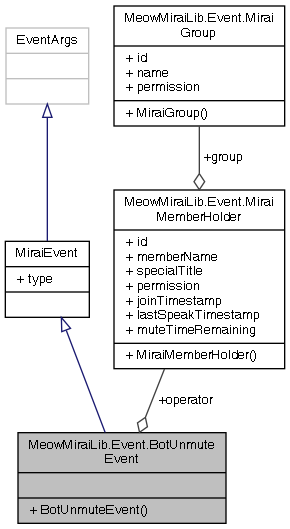 EventArgs
MeowMiraiLib.Event.Mirai
Group
+ id
+ name
+ permission
+ MiraiGroup()
+group
MiraiEvent
+ type
MeowMiraiLib.Event.Mirai
MemberHolder
+ id
+ memberName
+ specialTitle
+ permission
+ joinTimestamp
+ lastSpeakTimestamp
+ muteTimeRemaining
+ MiraiMemberHolder()
+operator
MeowMiraiLib.Event.BotUnmute
Event
+ BotUnmuteEvent()